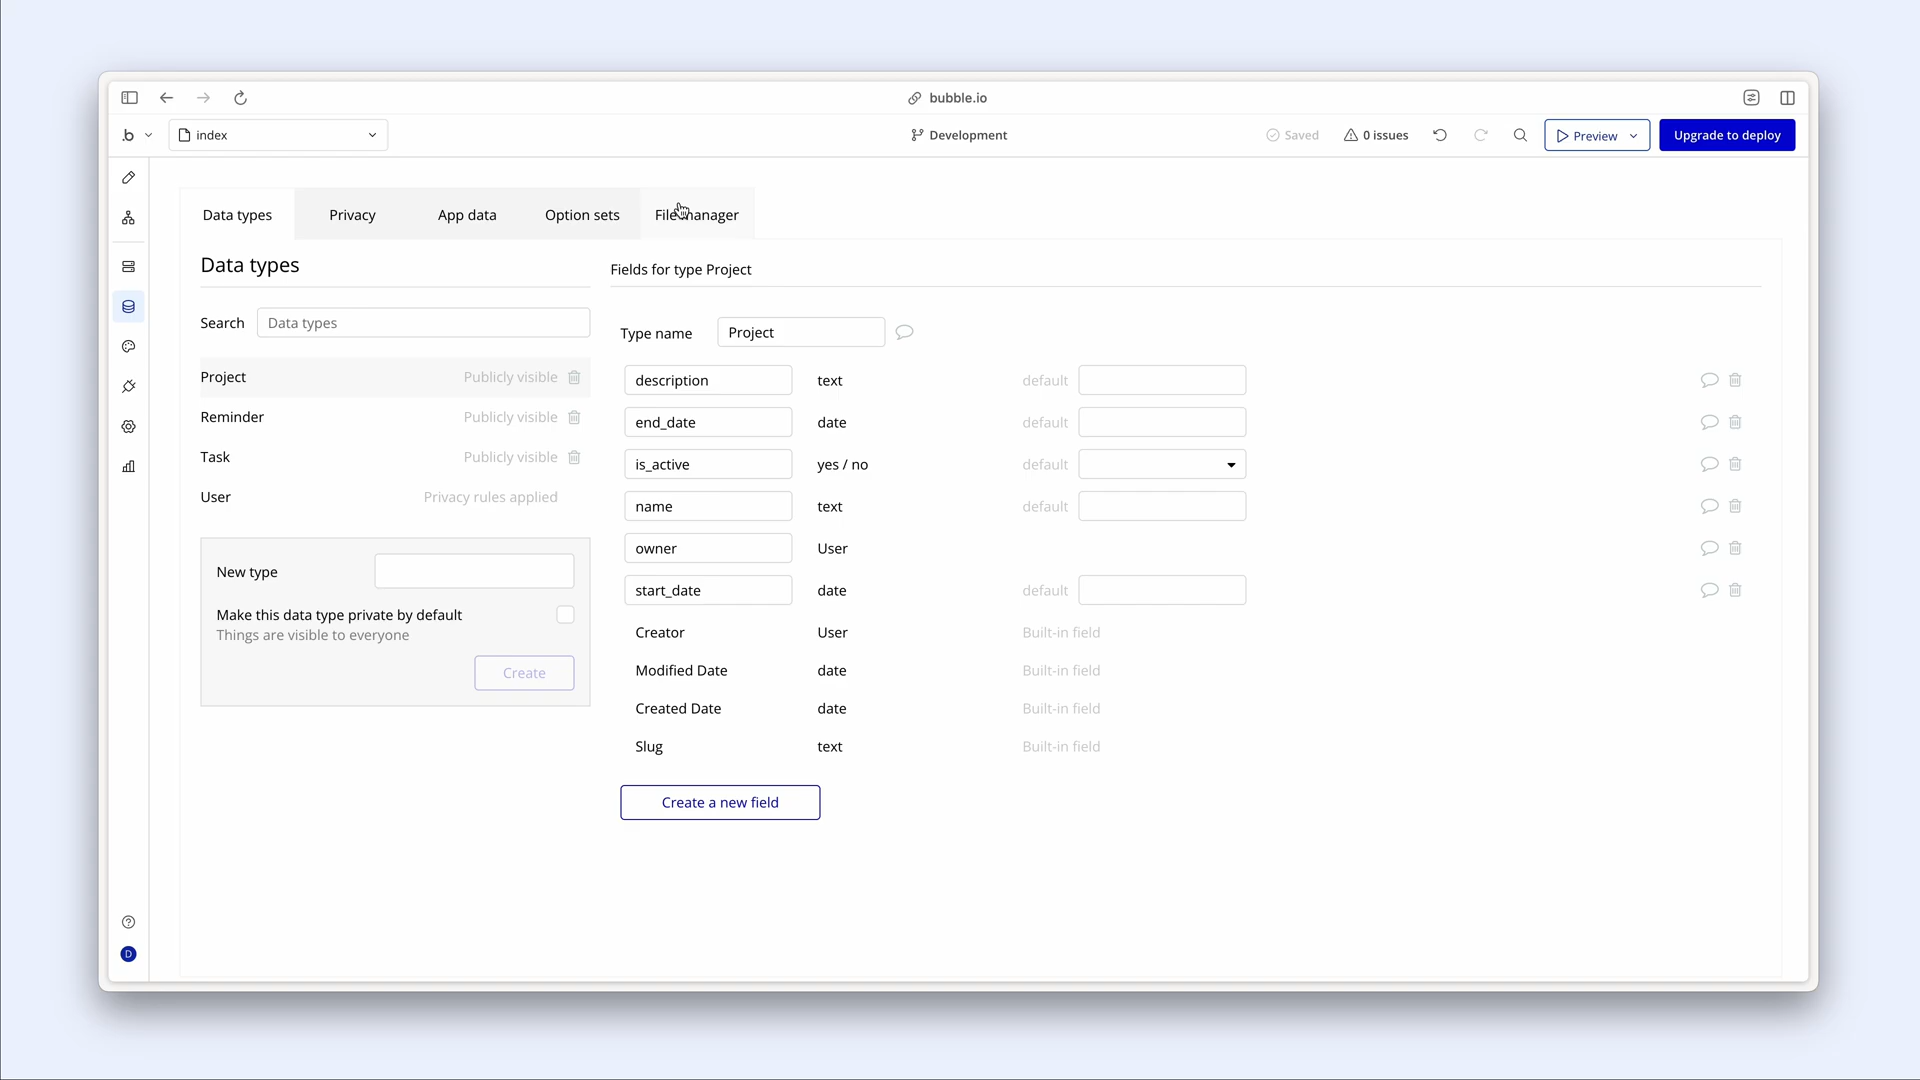 bubble.io
.b
index
Development
Saved
0 issues
Preview
Upgrade to deploy
Data types
Privacy
App data
Option sets
File manager
Data types
Search
Data types
Project Publicly visible
Reminder Publicly visible
Task Publicly visible
User Privacy rules applied
New type
Make this data type private by default
Things are visible to everyone
Create
Fields for type Project
Type name Project
description text default
end_date date default
is_active yes / no default
name text default
owner User
start_date date default
Creator User Built-in field
Modified Date date Built-in field
Created Date date Built-in field
Slug text Built-in field
Create a new field
D